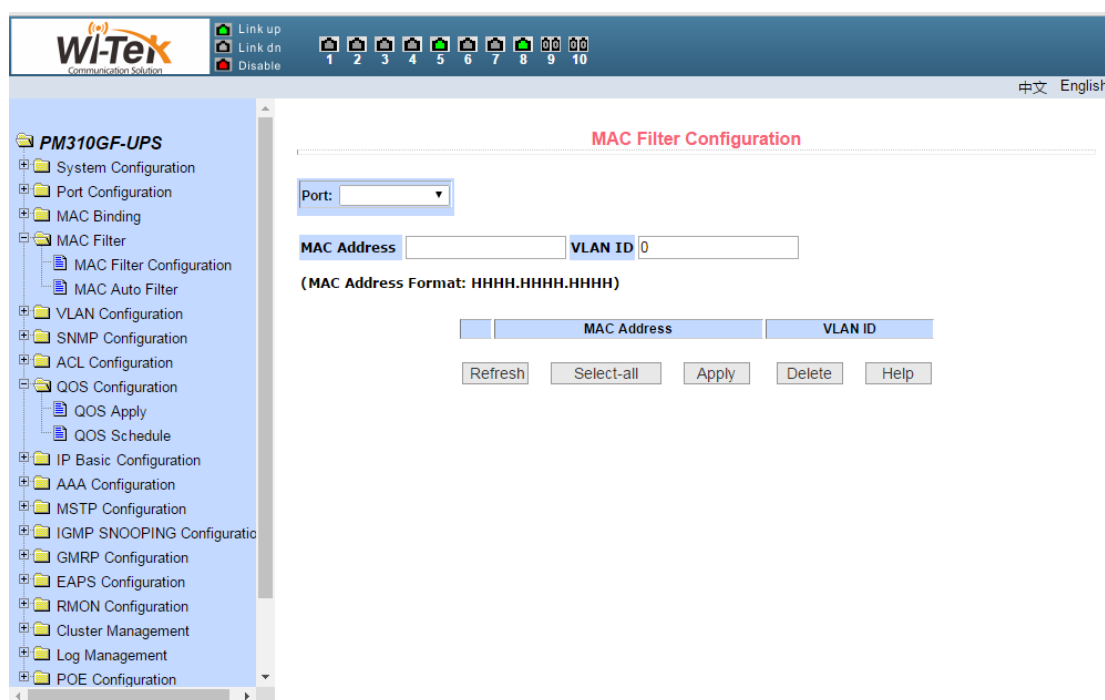 WI-TEK
Communication Solution
Link up
Link dn
Disable
1 2 3 4 5 6 7 8 9 10
中文 English
PM310GF-UPS
System Configuration
Port Configuration
MAC Binding
MAC Filter
MAC Filter Configuration
MAC Auto Filter
VLAN Configuration
SNMP Configuration
ACL Configuration
QOS Configuration
QOS Apply
QOS Schedule
IP Basic Configuration
AAA Configuration
MSTP Configuration
IGMP SNOOPING Configuratio
GMRP Configuration
EAPS Configuration
RMON Configuration
Cluster Management
Log Management
POE Configuration
MAC Filter Configuration
Port:
MAC Address VLAN ID 0
(MAC Address Format: HHHH.HHHH.HHHH)
MAC Address VLAN ID
Refresh Select-all Apply Delete Help